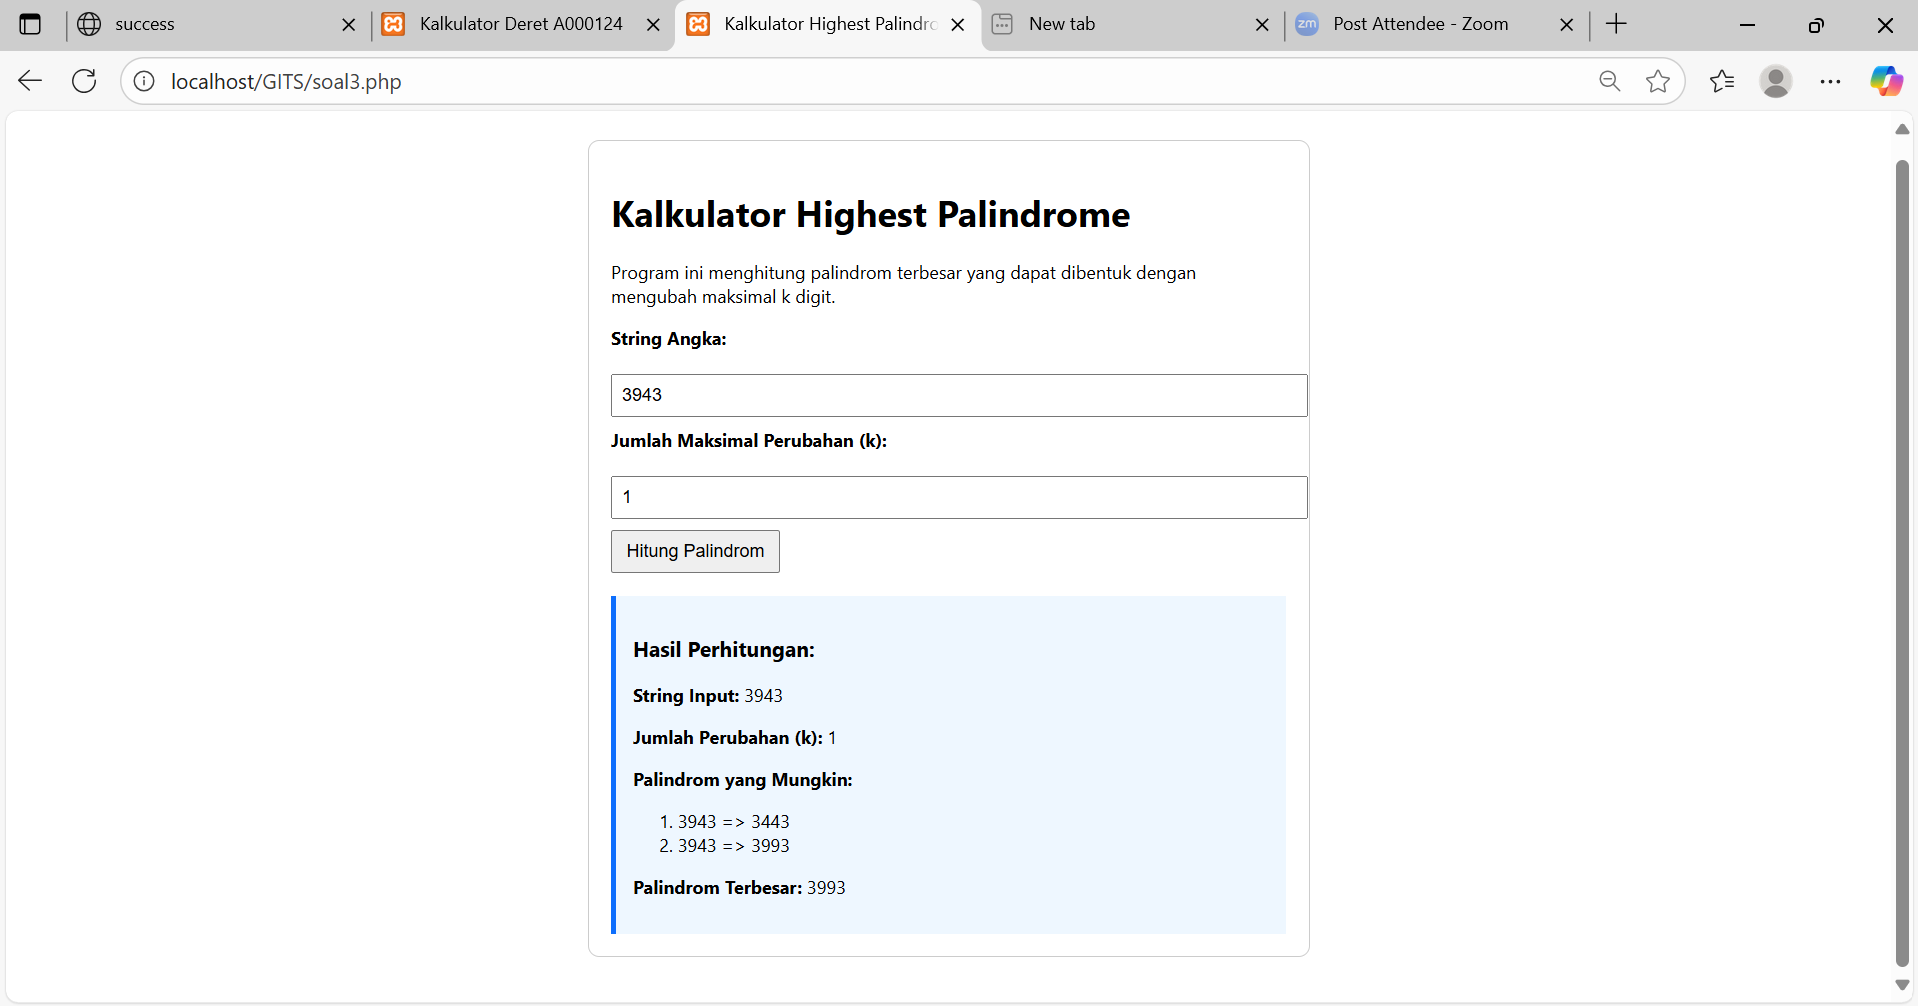 success
Kalkulator Deret A000124
Kalkulator Highest Palindro
New tab
zm
Post Attendee - Zoom
localhost/GITS/soal3.php
Kalkulator Highest Palindrome
Program ini menghitung palindrom terbesar yang dapat dibentuk dengan
mengubah maksimal k digit.
String Angka:
3943
Jumlah Maksimal Perubahan (k):
1
Hitung Palindrom
Hasil Perhitungan:
String Input: 3943
Jumlah Perubahan (k): 1
Palindrom yang Mungkin:
1. 3943 => 3443
2. 3943 => 3993
Palindrom Terbesar: 3993